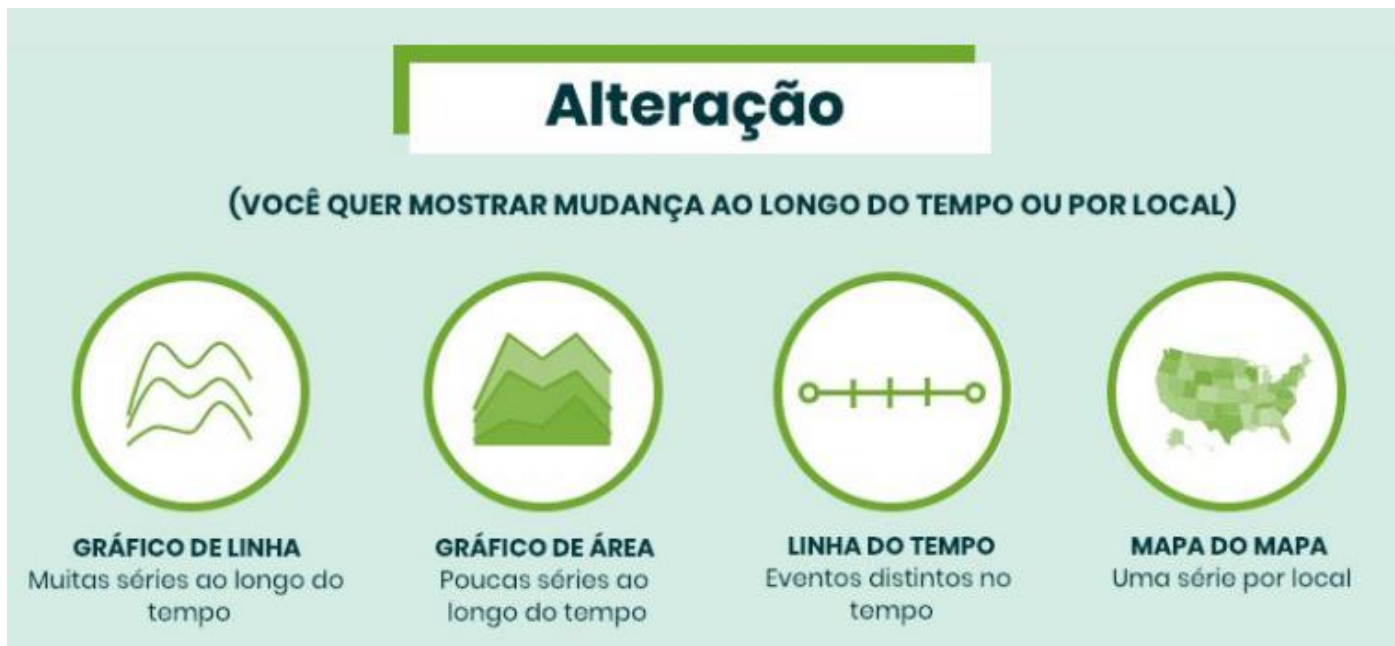 Alteração
(VOCÊ QUER MOSTRAR MUDANÇA AO LONGO DO TEMPO OU POR LOCAL)
GRÁFICO DE LINHA
Muitas séries ao longo do
tempo
GRÁFICO DE ÁREA
Poucas séries ao
longo do tempo
LINHA DO TEMPO
Eventos distintos no
tempo
MAPA DO MAPA
Uma série por local